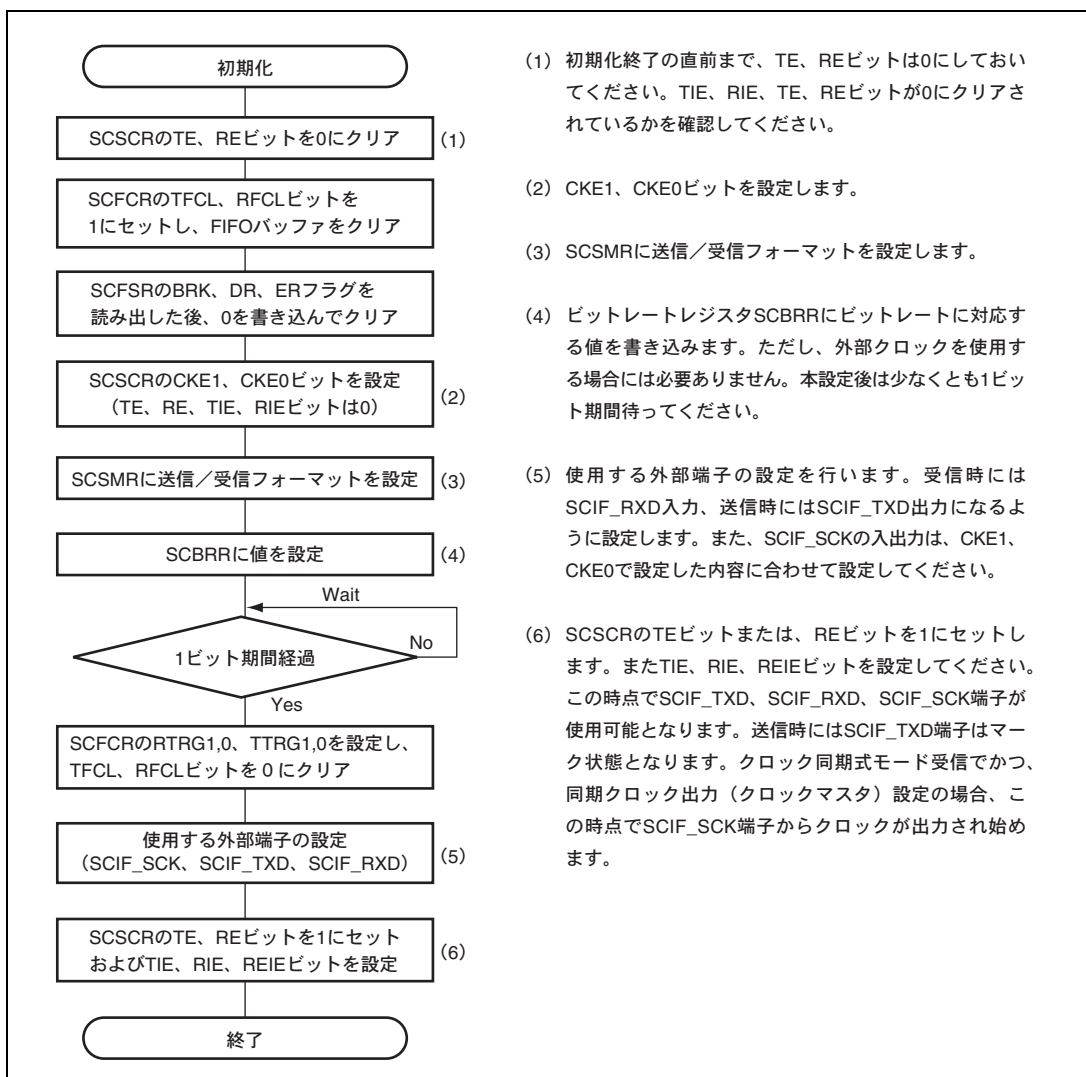 初期化
SCSCRのTE、REビットを0にクリア
(1)
SCFCRのTFCL、RFCLビットを
1にセットし、FIFOバッファをクリア
SCFSRのBRK、DR、ERフラグを
読み出した後、0を書き込んでクリア
SCSCRのCKE1、CKE0ビットを設定
(TE、RE、TIE、RIEビットは0)
(2)
SCSMRに送信／受信フォーマットを設定
(3)
SCBRRに値を設定
(4)
Wait
1ビット期間経過
No
Yes
SCFCRのRTRG1,0、TTRG1,0を設定し、
TFCL、RFCLビットを０にクリア
使用する外部端子の設定
(SCIF_SCK、SCIF_TXD、SCIF_RXD)
(5)
SCSCRのTE、REビットを1にセット
およびTIE、RIE、REIEビットを設定
(6)
終了
(1) 初期化終了の直前まで、TE、REビットは0にしておい
てください。TIE、RIE、TE、REビットが0にクリアさ
れているかを確認してください。
(2) CKE1、CKE0ビットを設定します。
(3) SCSMRに送信／受信フォーマットを設定します。
(4) ビットレートレジスタSCBRRにビットレートに対応す
る値を書き込みます。ただし、外部クロックを使用す
る場合には必要ありません。本設定後は少なくとも1ビッ
ト期間待ってください。
(5) 使用する外部端子の設定を行います。受信時には
SCIF_RXD入力、送信時にはSCIF_TXD出力になるよ
うに設定します。また、SCIF_SCKの入出力は、CKE1、
CKE0で設定した内容に合わせて設定してください。
(6) SCSCRのTEビットまたは、REビットを1にセットし
ます。またTIE、RIE、REIEビットを設定してください。
この時点でSCIF_TXD、SCIF_RXD、SCIF_SCK端子が
使用可能となります。送信時にはSCIF_TXD端子はマー
ク状態となります。クロック同期式モード受信でかつ、
同期クロック出力（クロックマスタ）設定の場合、こ
の時点でSCIF_SCK端子からクロックが出力され始め
ます。